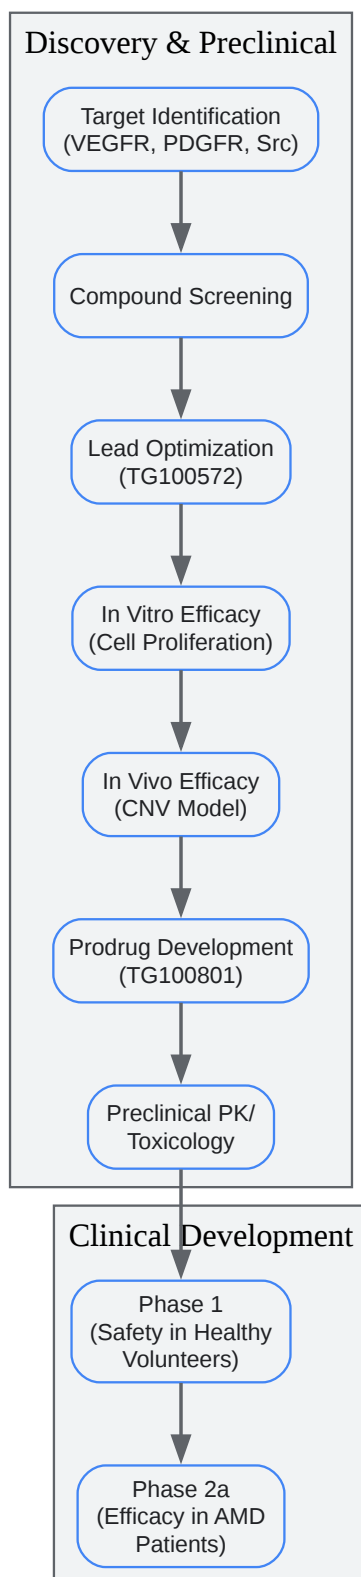 Discovery & Preclinical
Target Identification
(VEGFR, PDGFR, Src)
Compound Screening
Lead Optimization
(TG100572)
In Vitro Efficacy
(Cell Proliferation)
In Vivo Efficacy
(CNV Model)
Prodrug Development
(TG100801)
Preclinical PK/
Toxicology
Clinical Development
Phase 1
(Safety in Healthy
Volunteers)
Phase 2a
(Efficacy in AMD
Patients)